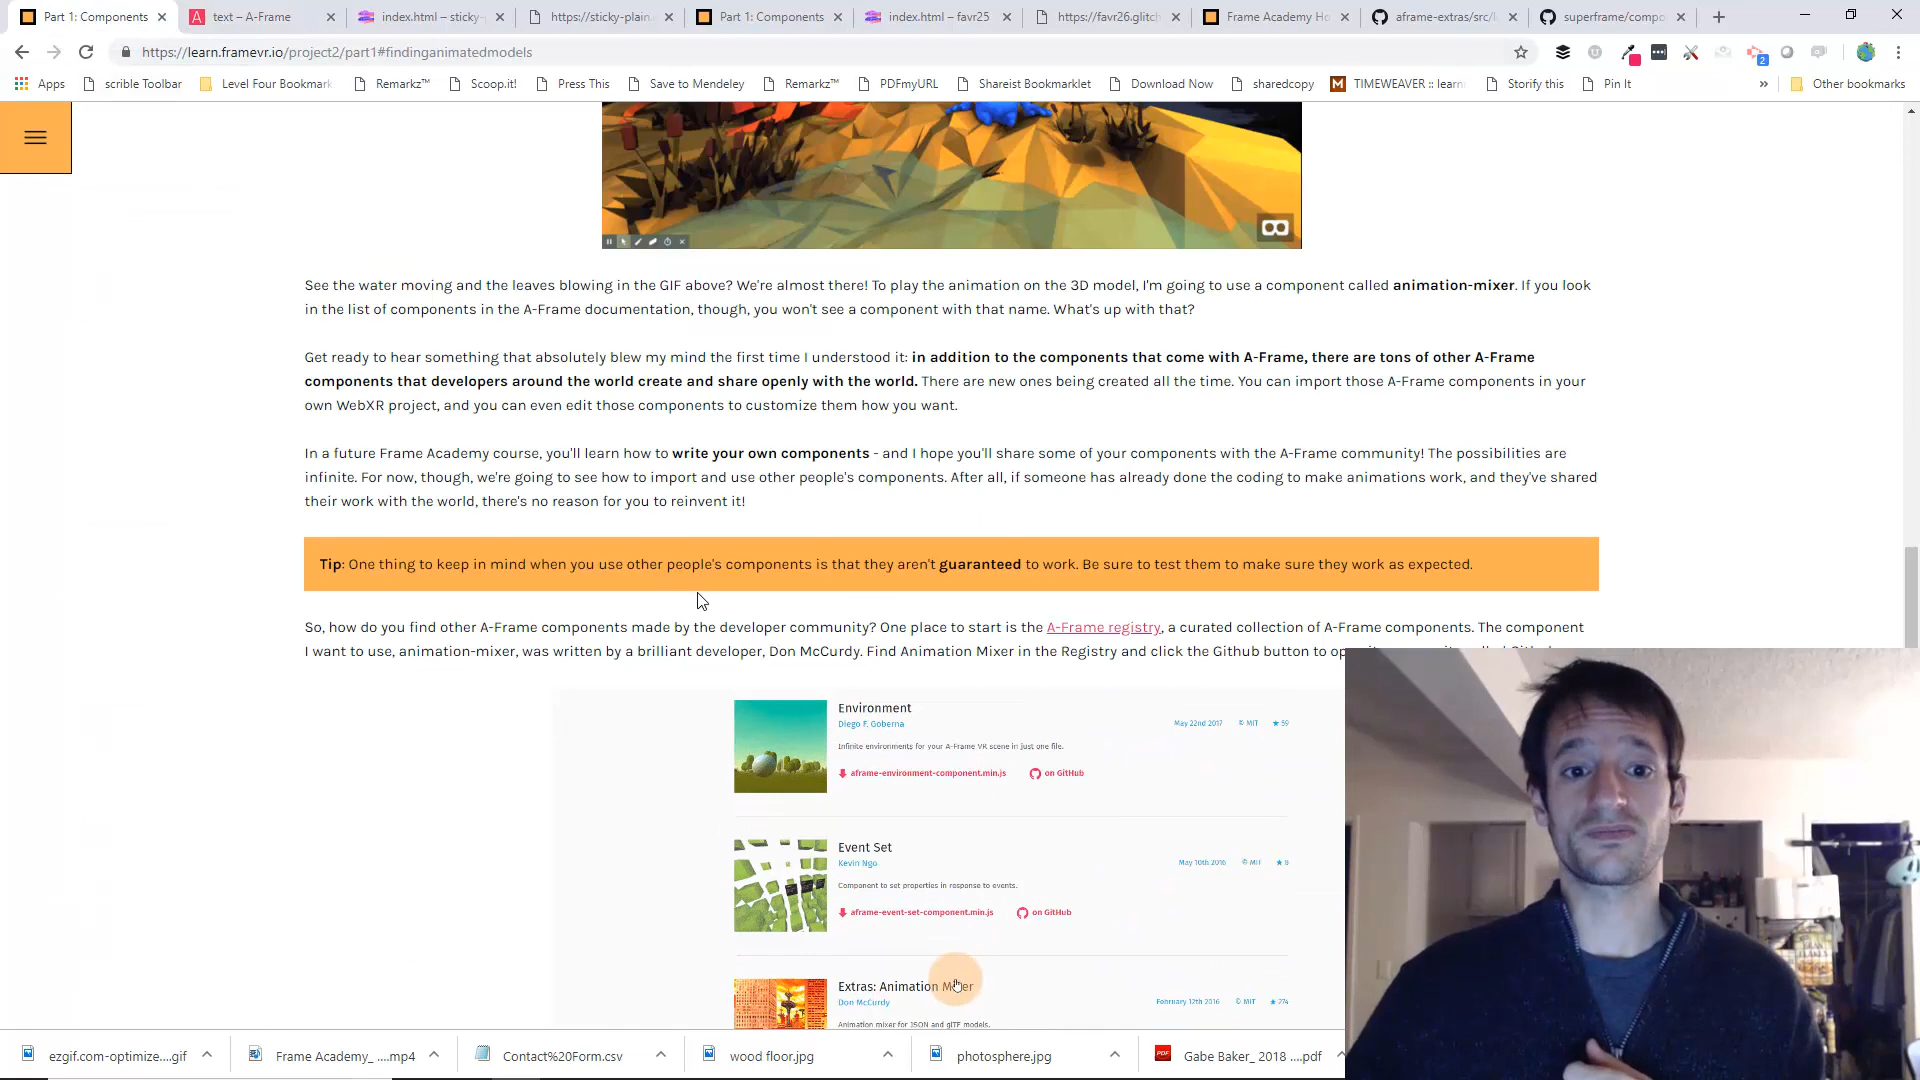 Part 1: Components
text – A-Frame
index.html – sticky-
https://sticky-plain.
Part 1: Components
index.html – favr25
https://favr26.glitch
Frame Academy Ho
aframe-extras/src/l
superframe/compo
https://learn.framevr.io/project2/part1#findinganimatedmodels
2
Apps
scrible Toolbar
Level Four Bookmark
Remarkz™
Scoop.it!
Press This
Save to Mendeley
Remarkz™
PDFmyURL
Shareist Bookmarklet
Download Now
sharedcopy
TIMEWEAVER :: learn
Storify this
Pin It
»
Other bookmarks
See the water moving and the leaves blowing in the GIF above? We're almost there! To play the animation on the 3D model, I'm going to use a component called animation-mixer. If you look
in the list of components in the A-Frame documentation, though, you won't see a component with that name. What's up with that?
Get ready to hear something that absolutely blew my mind the first time I understood it: in addition to the components that come with A-Frame, there are tons of other A-Frame
components that developers around the world create and share openly with the world. There are new ones being created all the time. You can import those A-Frame components in your
own WebXR project, and you can even edit those components to customize them how you want.
In a future Frame Academy course, you'll learn how to write your own components - and I hope you'll share some of your components with the A-Frame community! The possibilities are
infinite. For now, though, we're going to see how to import and use other people's components. After all, if someone has already done the coding to make animations work, and they've shared
their work with the world, there's no reason for you to reinvent it!
Tip: One thing to keep in mind when you use other people's components is that they aren't guaranteed to work. Be sure to test them to make sure they work as expected.
So, how do you find other A-Frame components made by the developer community? One place to start is the A-Frame registry, a curated collection of A-Frame components. The component
I want to use, animation-mixer, was written by a brilliant developer, Don McCurdy. Find Animation Mixer in the Registry and click the Github button to
Environment
Diego F. Goberna
May 22nd 2017 © MIT ★ 59
Infinite environments for your A-Frame VR scene in just one file.
aframe-environment-component.min.js on GitHub
Event Set
Kevin Ngo
May 10th 2016 © MIT ★ 8
Component to set properties in response to events.
aframe-event-set-component.min.js on GitHub
Extras: Animation Mixer
Don McCurdy
February 12th 2016 © MIT ★ 274
Animation mixer for JSON and glTF models.
ezgif.com-optimize....gif
Frame Academy_ ....mp4
Contact%20Form.csv
wood floor.jpg
photosphere.jpg
Gabe Baker_ 2018 ....pdf